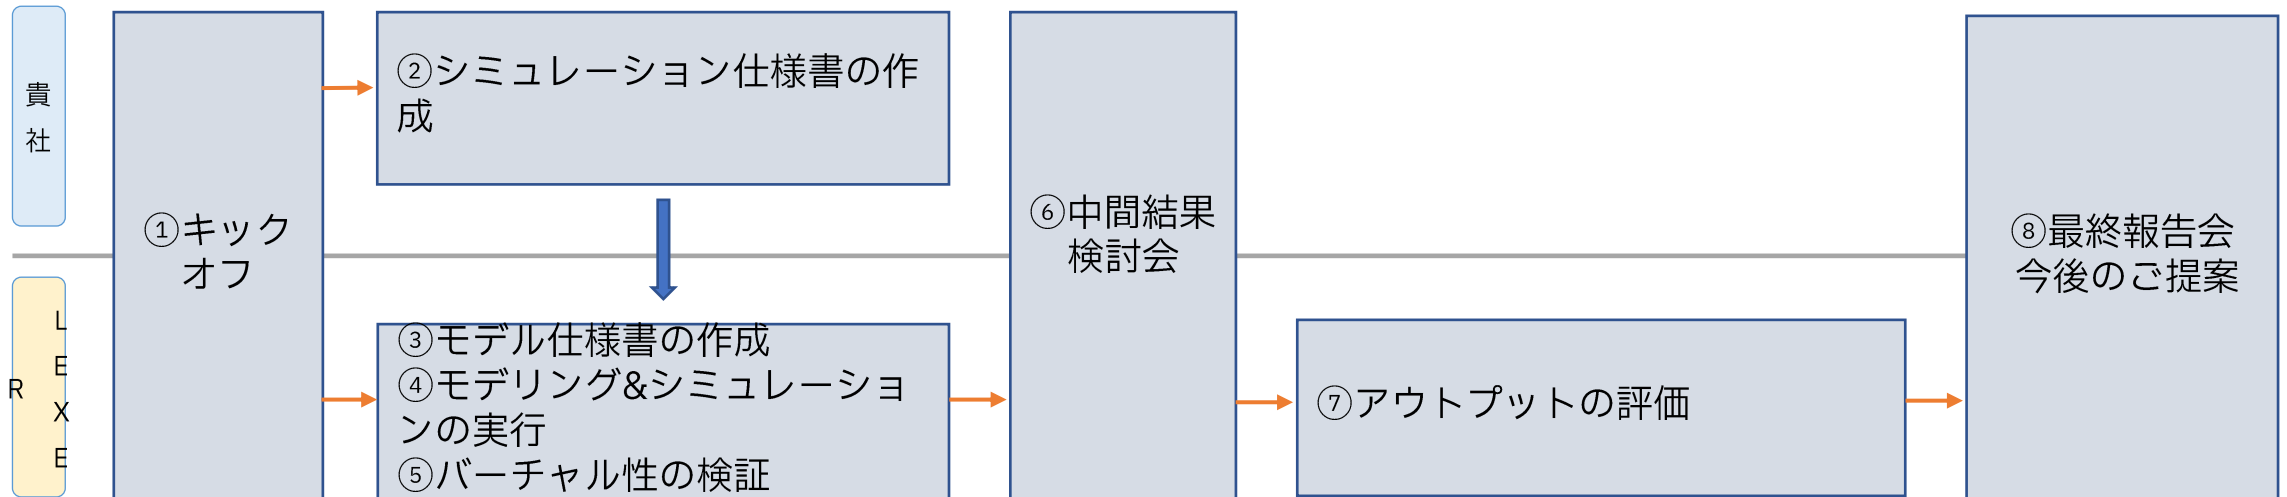 貴
社
①キック
オフ
②シミュレーション仕様書の作
成
⑥中間結果
検討会
⑧最終報告会
今後のご提案
L
E
X
E
R
③モデル仕様書の作成
④モデリング&シミュレーショ
ンの実行
⑤バーチャル性の検証
⑦アウトプットの評価